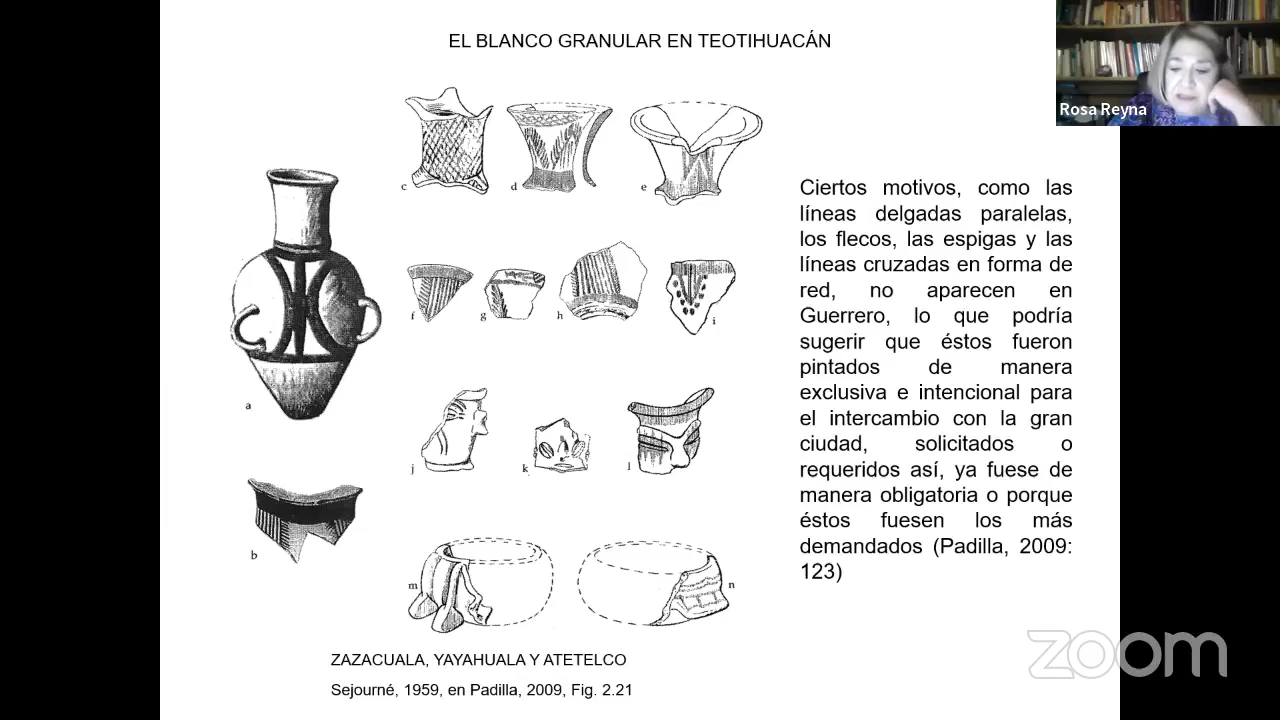 EL BLANCO GRANULAR EN TEOTIHUACÁN
Rosa Reyna
c
d
e
a
f
g
h
i
j
k
l
b
m
n
Ciertos motivos, como las
líneas delgadas paralelas,
los flecos, las espigas y las
líneas cruzadas en forma de
red, no aparecen en
Guerrero, lo que podría
sugerir que éstos fueron
pintados de manera
exclusiva e intencional para
el intercambio con la gran
ciudad, solicitados o
requeridos así, ya fuese de
manera obligatoria o porque
éstos fuesen los más
demandados (Padilla, 2009:
123)
ZAZACUALA, YAYAHUALA Y ATETELCO
Sejourné, 1959, en Padilla, 2009, Fig. 2.21
zoom